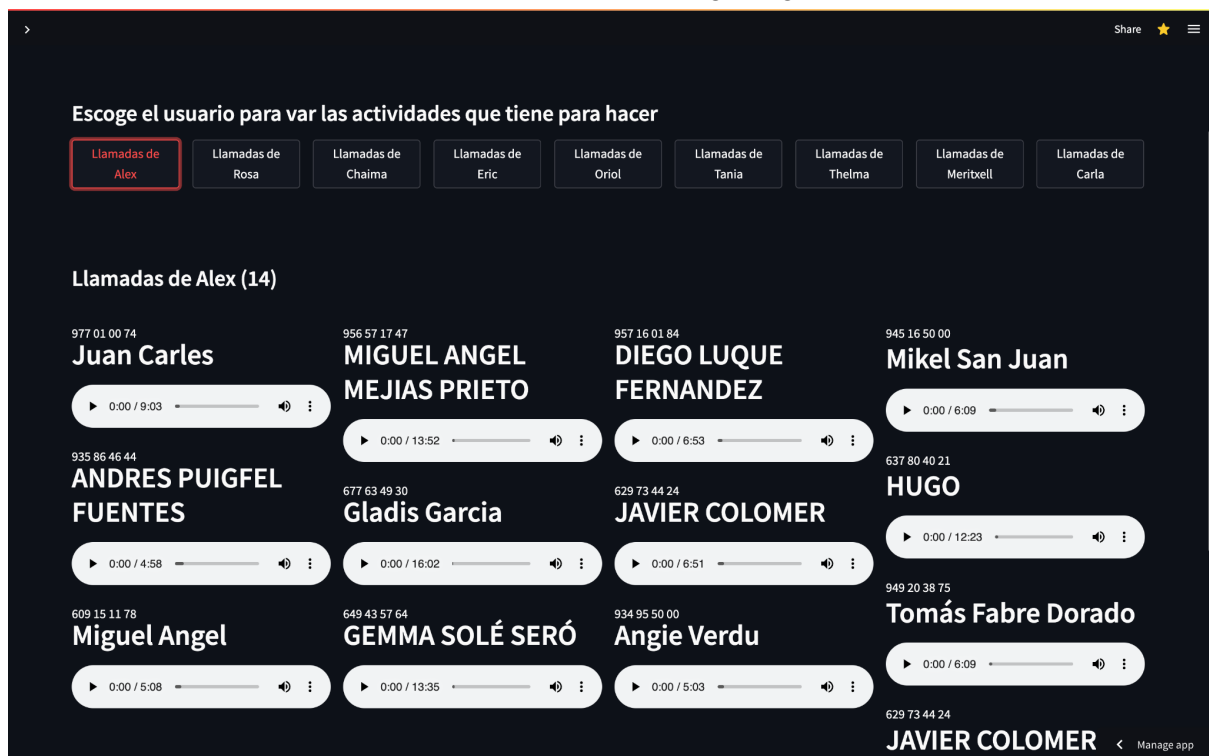 Share
Escoge el usuario para var las actividades que tiene para hacer
Llamadas de
Alex
Llamadas de
Rosa
Llamadas de
Chaima
Llamadas de
Eric
Llamadas de
Oriol
Llamadas de
Tania
Llamadas de
Thelma
Llamadas de
Meritxell
Llamadas de
Carla
Llamadas de Alex (14)
977 01 00 74
Juan Carles
0:00 / 9:03
935 86 46 44
ANDRES PUIGFEL
FUENTES
0:00 / 4:58
609 15 11 78
Miguel Angel
0:00 / 5:08
956 57 17 47
MIGUEL ANGEL
MEJIAS PRIETO
0:00 / 13:52
677 63 49 30
Gladis Garcia
0:00 / 16:02
649 43 57 64
GEMMA SOLÉ SERÓ
0:00 / 13:35
957 16 01 84
DIEGO LUQUE
FERNANDEZ
0:00 / 6:53
629 73 44 24
JAVIER COLOMER
0:00 / 6:51
934 95 50 00
Angie Verdu
0:00 / 5:03
945 16 50 00
Mikel San Juan
0:00 / 6:09
637 80 40 21
HUGO
0:00 / 12:23
949 20 38 75
Tomás Fabre Dorado
0:00 / 6:09
629 73 44 24
JAVIER COLOMER
Manage app